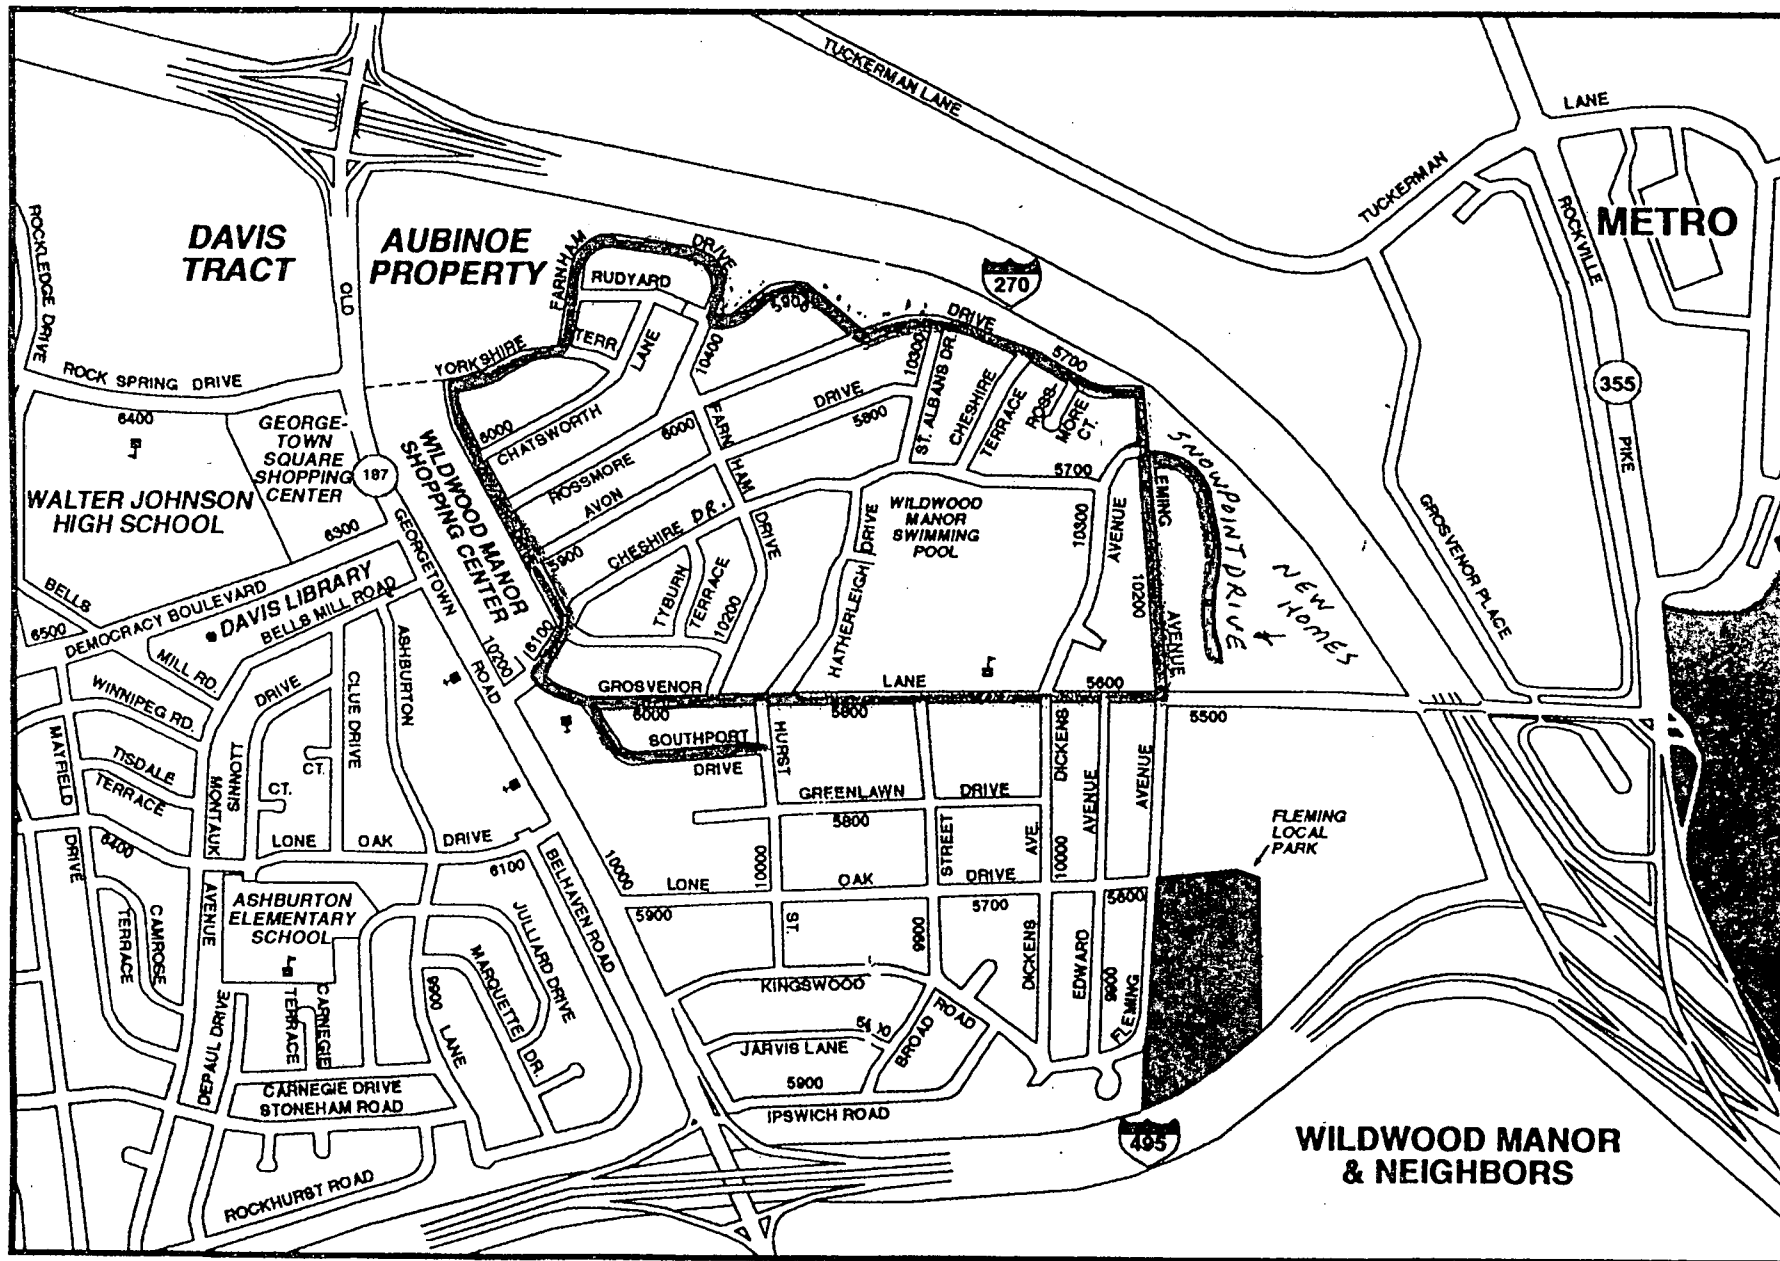 TUCKERMAN LANE
LANE
TUCKERMAN
ROCKVILLE
METRO
ROCKLEDGE DRIVE
DAVIS
TRACT
AUBINOE
PROPERTY
OLD
FARNHAM
DRIVE
RUDYARD
5900
270
DRIVE
TERR
LANE
10400
YORKSHIRE
10300
ST. ALBANS DR.
CHESHIRE
TERRACE
5700
ROSS-
MORE
CT.
355
PIKE
ROCK SPRING DRIVE
6400
GEORGE-
TOWN
SQUARE
SHOPPING
CENTER
187
WALTER JOHNSON
HIGH SCHOOL
WILDWOOD MANOR
SHOPPING CENTER
6000
CHATSWORTH
ROSSMORE
6000
FARN
HAM
DRIVE
DRIVE
5800
AVON
5900
CHESHIRE DR.
5700
WILDWOOD
MANOR
SWIMMING
POOL
10300
AVENUE
FLEMING
10200
AVENUE
SNOWPOINT DRIVE
NEW
HOMES
GROSVENOR PLACE
6300
GEORGETOWN
ROAD
BELLS
6500
DEMOCRACY BOULEVARD
DAVIS LIBRARY
BELLS MILL ROAD
MILL RD.
10200
6100
TYBURN
TERRACE
10200
HATHERLEIGH DRIVE
GROSVENOR
LANE
5600
6000
5800
5500
WINNIPEG RD.
DRIVE
CLUE DRIVE
ASHBURTON
SOUTHPORT
DRIVE
HURST
DICKENS
AVENUE
AVENUE
MAYFIELD
TISDALE
TERRACE
MONTAUK
SINNOTT
CT.
CT.
GREENLAWN
DRIVE
5800
STREET
AVE.
FLEMING
LOCAL
PARK
DRIVE
6400
LONE
OAK
DRIVE
6100
BELHAVEN ROAD
10000
LONE
OAK
DRIVE
10000
10000
5900
5700
5600
AVENUE
ASHBURTON
ELEMENTARY
SCHOOL
CAMROSE
TERRACE
JULLIARD DRIVE
MARQUETTE
DR.
ST.
9900
DICKENS
EDWARD
9900
FLEMING
KINGSWOOD
BROAD
ROAD
DEPAUL DRIVE
TERRACE
CARNEGIE
9900
LANE
JARVIS LANE
5900
IPSWICH ROAD
CARNEGIE DRIVE
STONEHAM ROAD
495
ROCKHURST ROAD
WILDWOOD MANOR
& NEIGHBORS